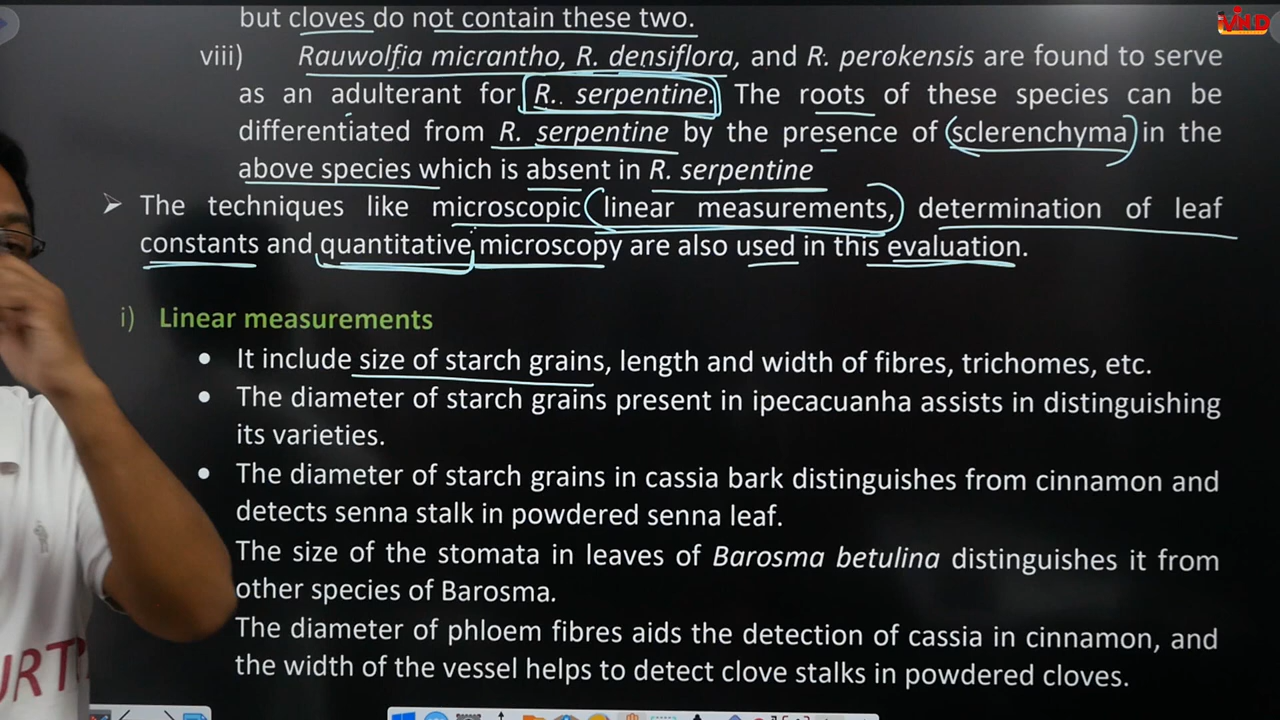 but cloves do not contain these two.
viii) Rauwolfia micrantho, R. densiflora, and R. perokensis are found to serve
as an adulterant for R. serpentine. The roots of these species can be
differentiated from R. serpentine by the presence of sclerenchyma in the
above species which is absent in R. serpentine
➢ The techniques like microscopic linear measurements, determination of leaf
constants and quantitative microscopy are also used in this evaluation.
i) Linear measurements
• It include size of starch grains, length and width of fibres, trichomes, etc.
• The diameter of starch grains present in ipecacuanha assists in distinguishing
its varieties.
• The diameter of starch grains in cassia bark distinguishes from cinnamon and
detects senna stalk in powdered senna leaf.
The size of the stomata in leaves of Barosma betulina distinguishes it from
other species of Barosma.
The diameter of phloem fibres aids the detection of cassia in cinnamon, and
the width of the vessel helps to detect clove stalks in powdered cloves.